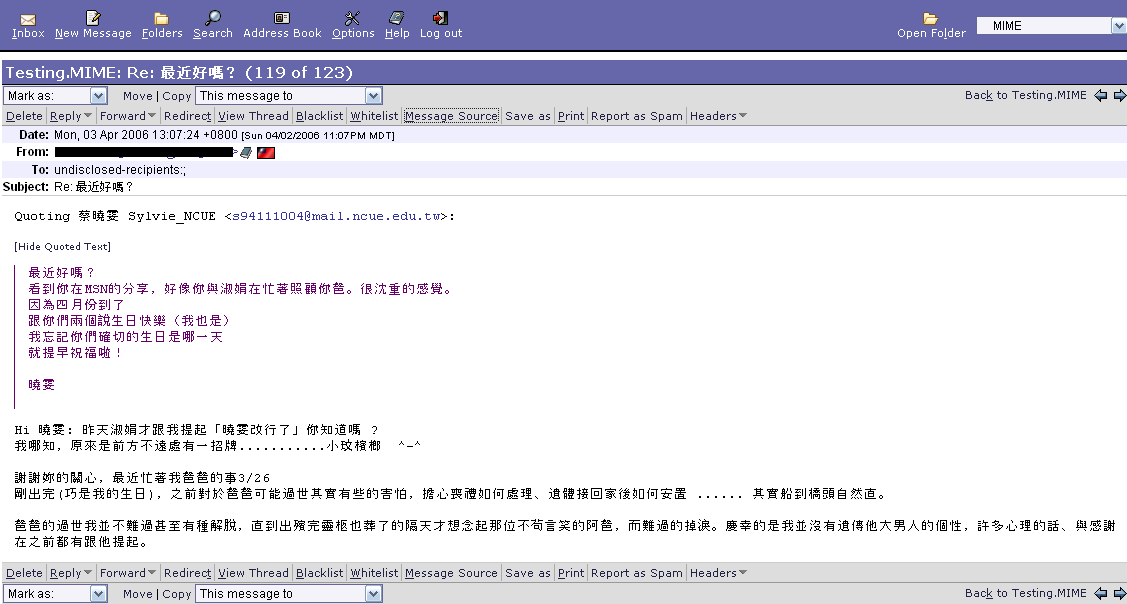 Inbox New Message Folders Search Address Book Options Help Log out Open Folder MIME
Testing.MIME: Re: 最近好嗎? (119 of 123)
Mark as: Move | Copy This message to Back to Testing.MIME
Delete Reply Forward Redirect View Thread Blacklist Whitelist Message Source Save as Print Report as Spam Headers
Date: Mon, 03 Apr 2006 13:07:24 +0800 [Sun 04/02/2006 11:07PM MDT]
From: >
To: undisclosed-recipients:;
Subject: Re: 最近好嗎?
Quoting 蔡曉雯 Sylvie_NCUE <s94111004@mail.ncue.edu.tw>:
[Hide Quoted Text]
最近好嗎?
看到你在MSN的分享，好像你與淑娟在忙著照顧你爸。很沈重的感覺。
因為四月份到了
跟你們兩個說生日快樂（我也是）
我忘記你們確切的生日是哪一天
就提早祝福啦！
曉雯
Hi 曉雯: 昨天淑娟才跟我提起「曉雯改行了」你知道嗎 ?
我哪知，原來是前方不遠處有一招牌...........小玟檳榔 ^-^
謝謝妳的關心，最近忙著我爸爸的事3/26
剛出完(巧是我的生日)，之前對於爸爸可能過世其實有些的害怕，擔心喪禮如何處理、遺體接回家後如何安置 ...... 其實船到橋頭自然直。
爸爸的過世我並不難過甚至有種解脫，直到出殯完靈柩也葬了的隔天才想念起那位不苟言笑的阿爸，而難過的掉淚。慶幸的是我並沒有遺傳他大男人的個性，許多心理的話、與感謝
在之前都有跟他提起。
Delete Reply Forward Redirect View Thread Blacklist Whitelist Message Source Save as Print Report as Spam Headers
Mark as: Move | Copy This message to Back to Testing.MIME